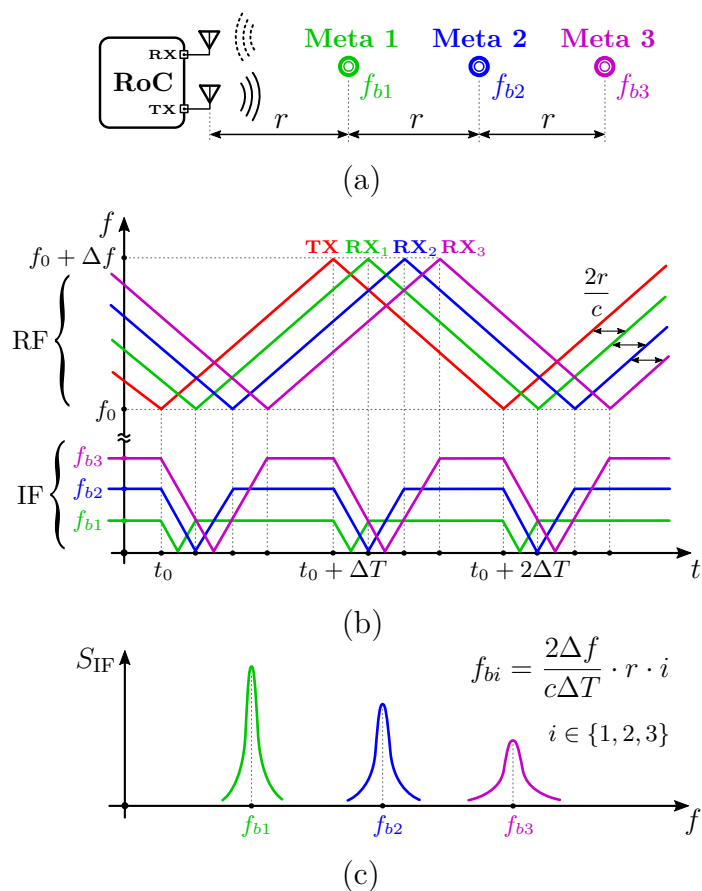 RX
RoC
TX
Meta 1 Meta 2 Meta 3
f_{b1} f_{b2} f_{b3}
r r r
(a)
f
f_0 + Δf
TX RX_1 RX_2 RX_3
\frac{2r}{c}
RF
f_0
f_{b3}
IF
f_{b2}
f_{b1}
t_0 t_0 + ΔT t_0 + 2ΔT t
(b)
S_{IF}
f_{bi} = \frac{2Δf}{cΔT} · r · i
i ∈ {1, 2, 3}
f_{b1} f_{b2} f_{b3} f
(c)